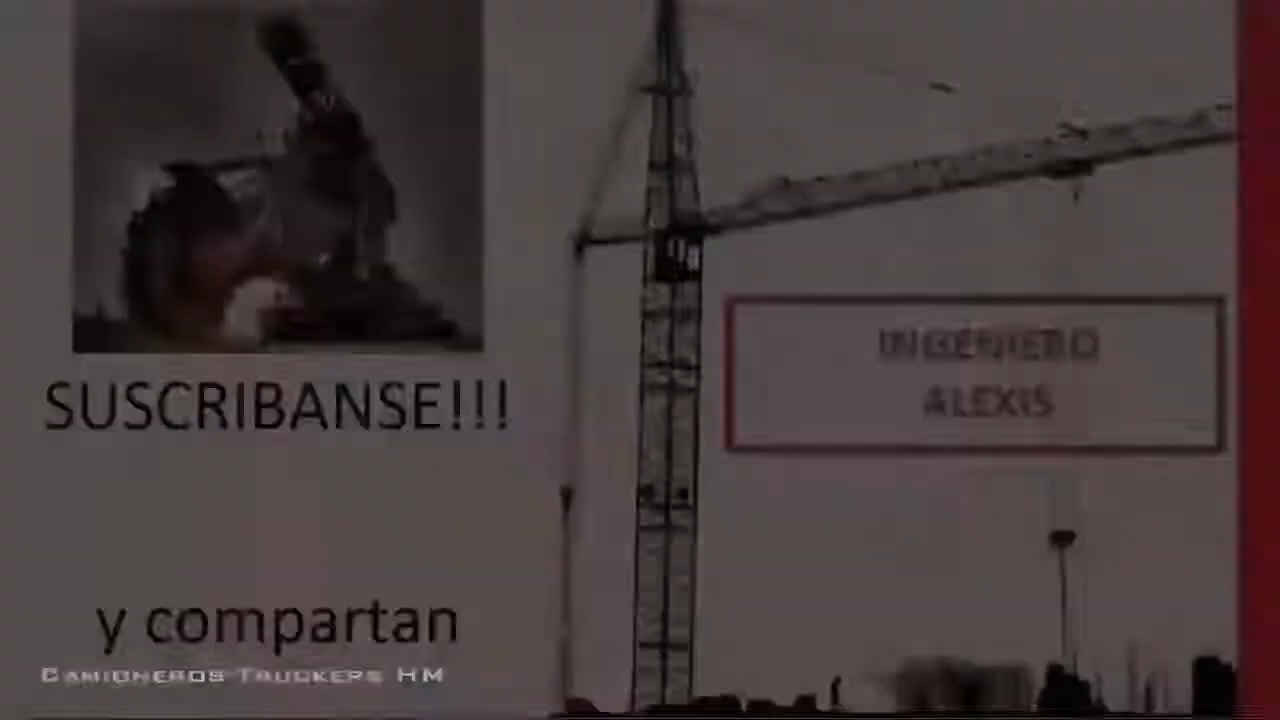 SUSCRIBANSE!!!
y compartan
CAMIONEROS TRUCKERS HM
INGENIERO
ALEXIS